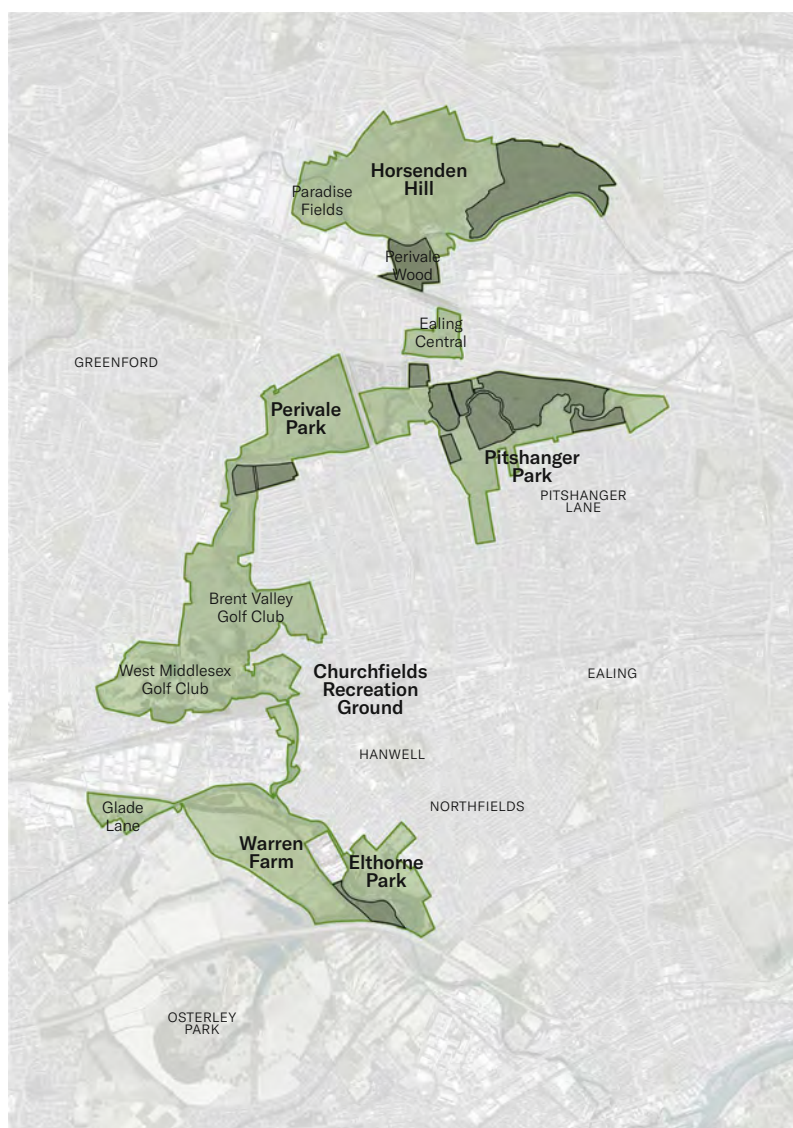 Horsenden
Hill
Paradise
Fields
Perivale
Wood
Ealing
Central
GREENFORD
Perivale
Park
Pitshanger
Park
PITSHANGER
LANE
Brent Valley
Golf Club
West Middlesex
Golf Club
Churchfields
Recreation
Ground
EALING
HANWELL
NORTHFIELDS
Glade
Lane
Warren
Farm
Elthorne
Park
OSTERLEY
PARK